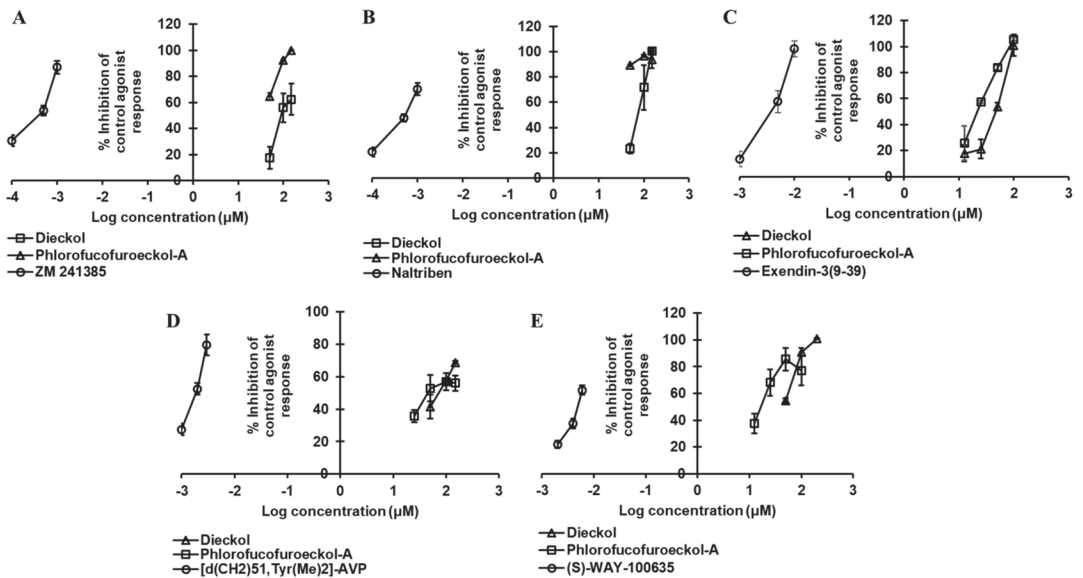 A
% Inhibition of
control agonist
response
120
100
80
60
40
20
0
-4
-3
-2
-1
0
1
2
3
Log concentration (µM)
Dieckol
Phlorofucofuroeckol-A
ZM 241385
B
% Inhibition of
control agonist
response
120
100
80
60
40
20
0
-4
-3
-2
-1
0
1
2
3
Log concentration (µM)
Dieckol
Phlorofucofuroeckol-A
Naltriben
C
% Inhibition of
control agonist
response
120
100
80
60
40
20
0
-3
-2
-1
0
1
2
3
Log concentration (µM)
Dieckol
Phlorofucofuroeckol-A
Exendin-3(9-39)
D
% Inhibition of
control agonist
response
100
80
60
40
20
0
-3
-2
-1
0
1
2
3
Log concentration (µM)
Dieckol
Phlorofucofuroeckol-A
[d(CH2)51,Tyr(Me)2]-AVP
E
% Inhibition of
control agonist
response
120
100
80
60
40
20
0
-3
-2
-1
0
1
2
3
Log concentration (µM)
Dieckol
Phlorofucofuroeckol-A
(S)-WAY-100635